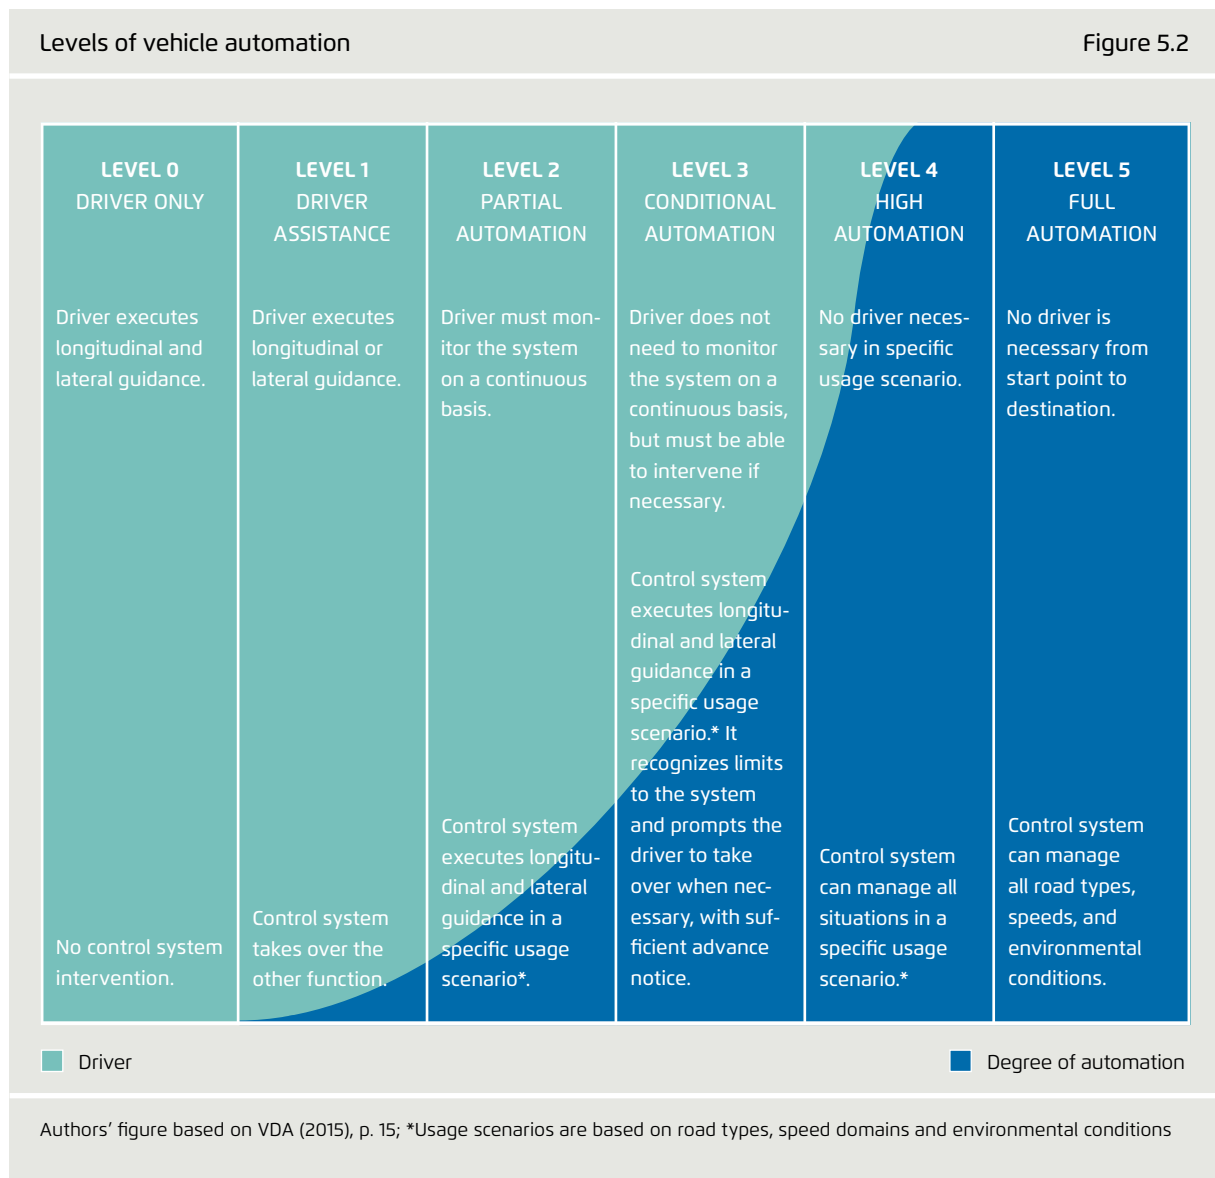 Levels of vehicle automation
Figure 5.2
LEVEL 0
DRIVER ONLY
Driver executes
longitudinal and
lateral guidance.
No control system
intervention.
LEVEL 1
DRIVER
ASSISTANCE
Driver executes
longitudinal or
lateral guidance.
Control system
takes over the
other function.
LEVEL 2
PARTIAL
AUTOMATION
Driver must mon-
itor the system
on a continuous
basis.
Control system
executes longitu-
dinal and lateral
guidance in a
specific usage
scenario*.
LEVEL 3
CONDITIONAL
AUTOMATION
Driver does not
need to monitor
the system on a
continuous basis,
but must be able
to intervene if
necessary.
Control system
executes longitu-
dinal and lateral
guidance in a
specific usage
scenario.* It
recognizes limits
to the system
and prompts the
driver to take
over when nec-
essary, with suf-
ficient advance
notice.
LEVEL 4
HIGH
AUTOMATION
No driver neces-
sary in specific
usage scenario.
Control system
can manage all
situations in a
specific usage
scenario.*
LEVEL 5
FULL
AUTOMATION
No driver is
necessary from
start point to
destination.
Control system
can manage
all road types,
speeds, and
environmental
conditions.
Driver
Degree of automation
Authors’ figure based on VDA (2015), p. 15; *Usage scenarios are based on road types, speed domains and environmental conditions